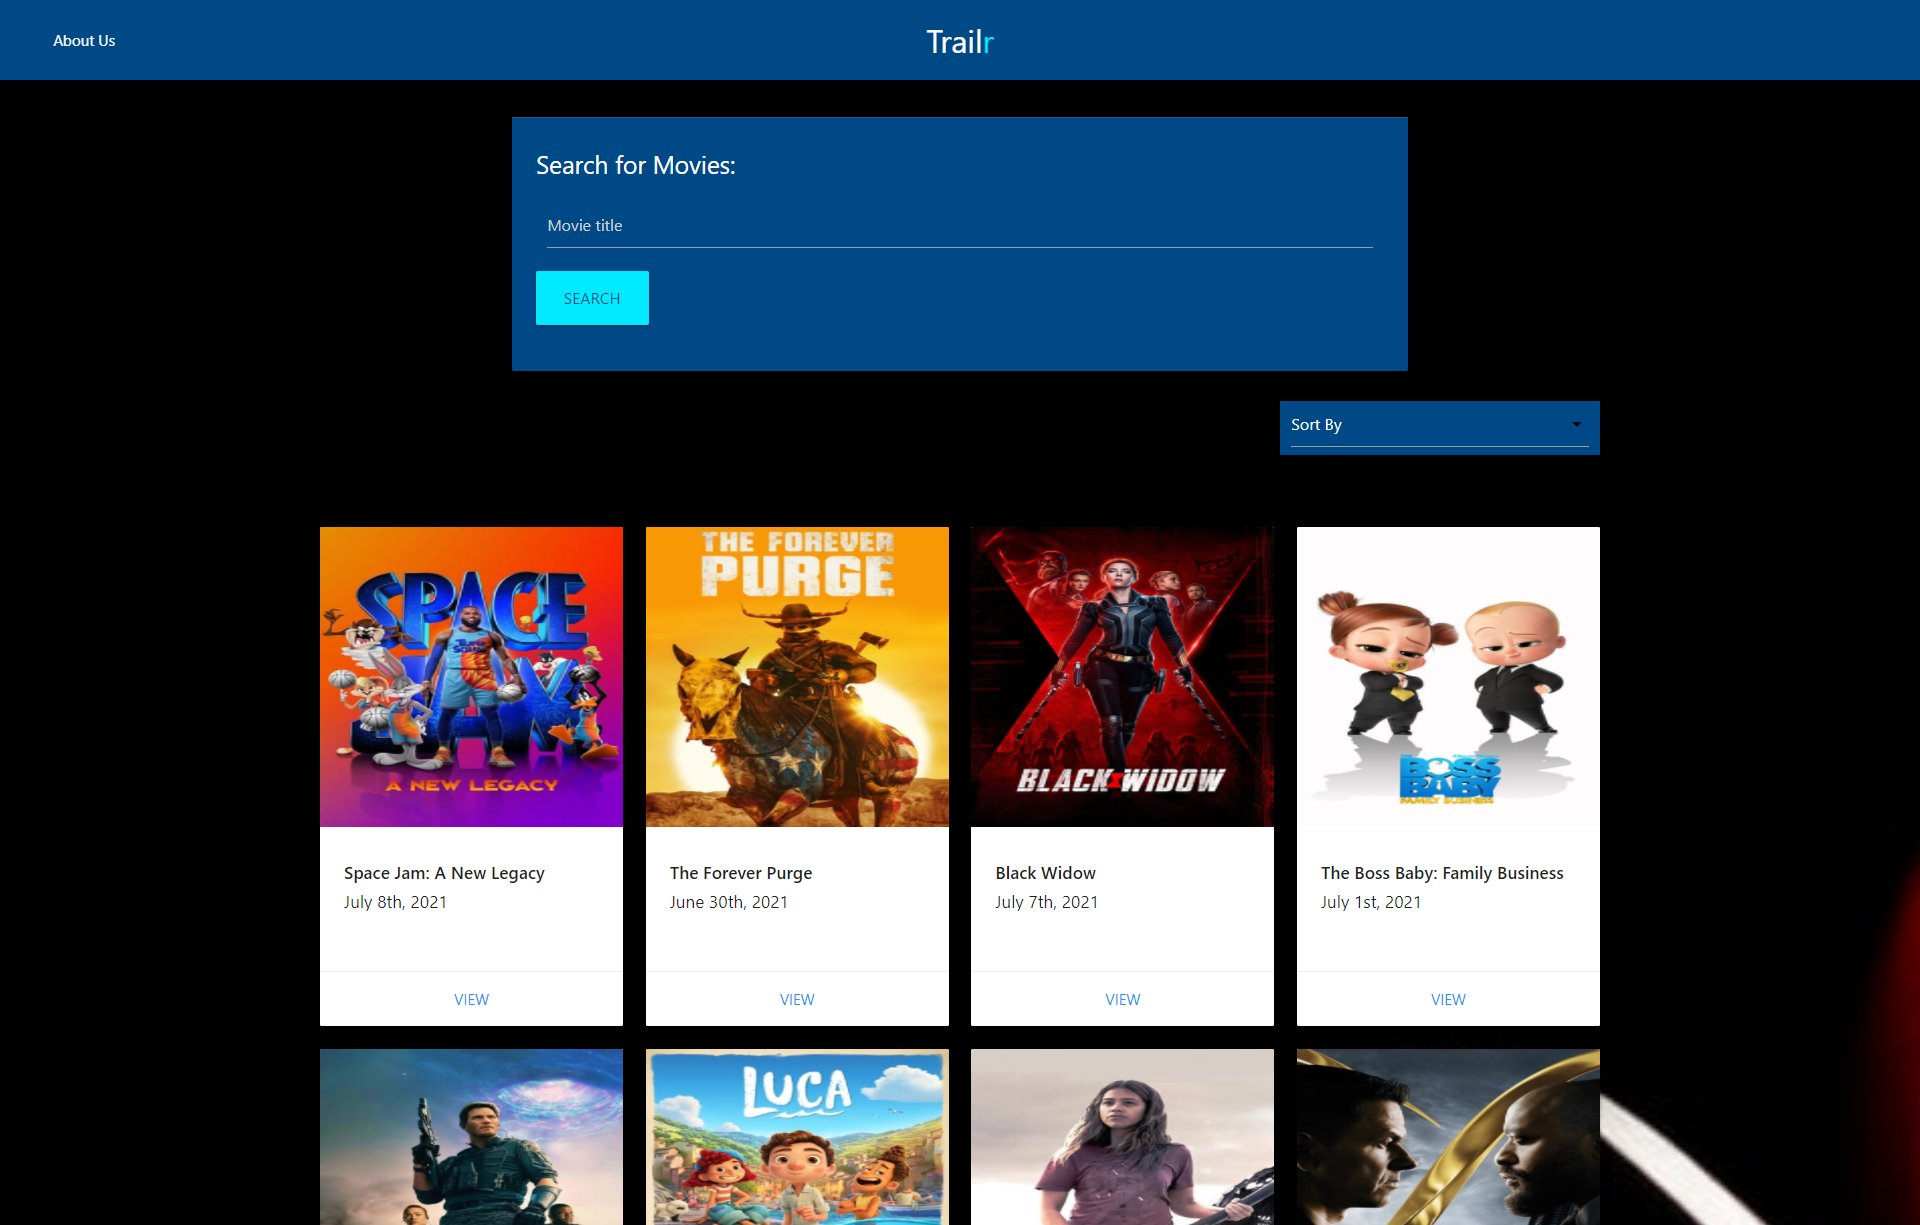 About Us
Trailr
Search for Movies:
Movie title
SEARCH
Sort By
SPACE
JAM
A NEW LEGACY
THE FOREVER
PURGE
BLACK WIDOW
THE
BOSS
BABY
FAMILY BUSINESS
Space Jam: A New Legacy
July 8th, 2021
VIEW
The Forever Purge
June 30th, 2021
VIEW
Black Widow
July 7th, 2021
VIEW
The Boss Baby: Family Business
July 1st, 2021
VIEW
LUCA